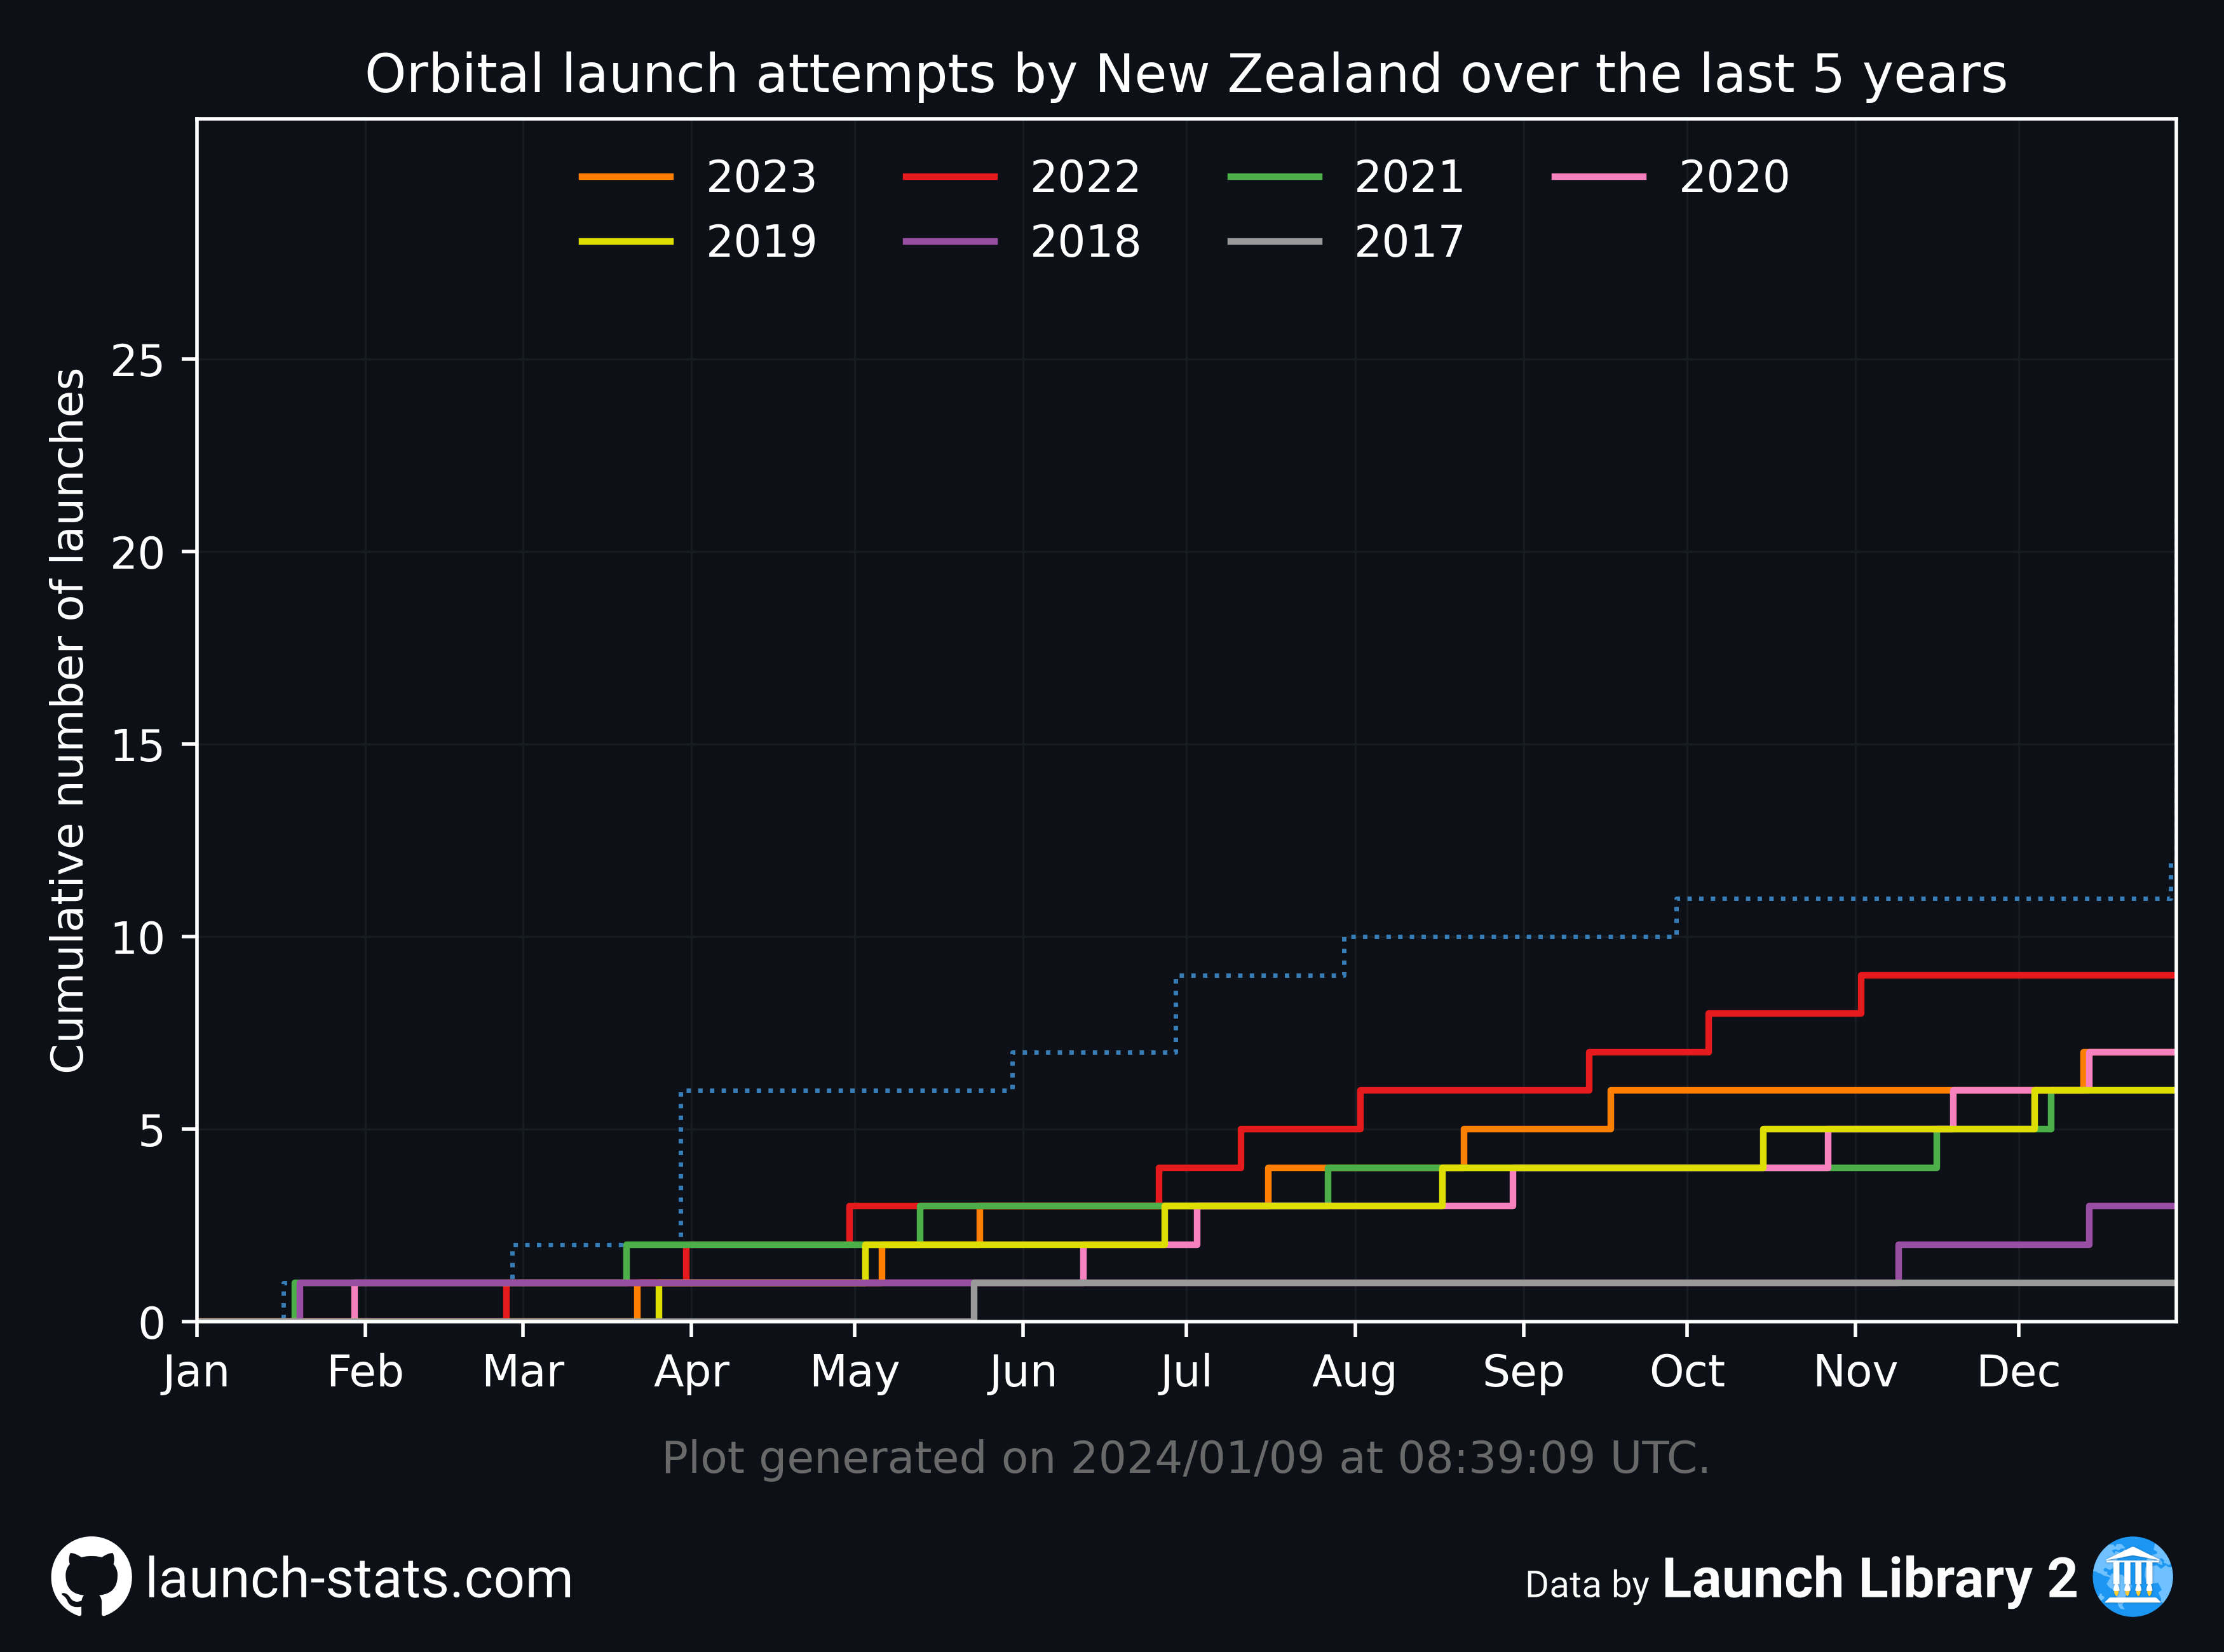 Orbital launch attempts by New Zealand over the last 5 years
2023 2022 2021 2020
2019 2018 2017
Cumulative number of launches
25
20
15
10
5
0
Jan Feb Mar Apr May Jun Jul Aug Sep Oct Nov Dec
Plot generated on 2024/01/09 at 08:39:09 UTC.
launch-stats.com
Data by Launch Library 2